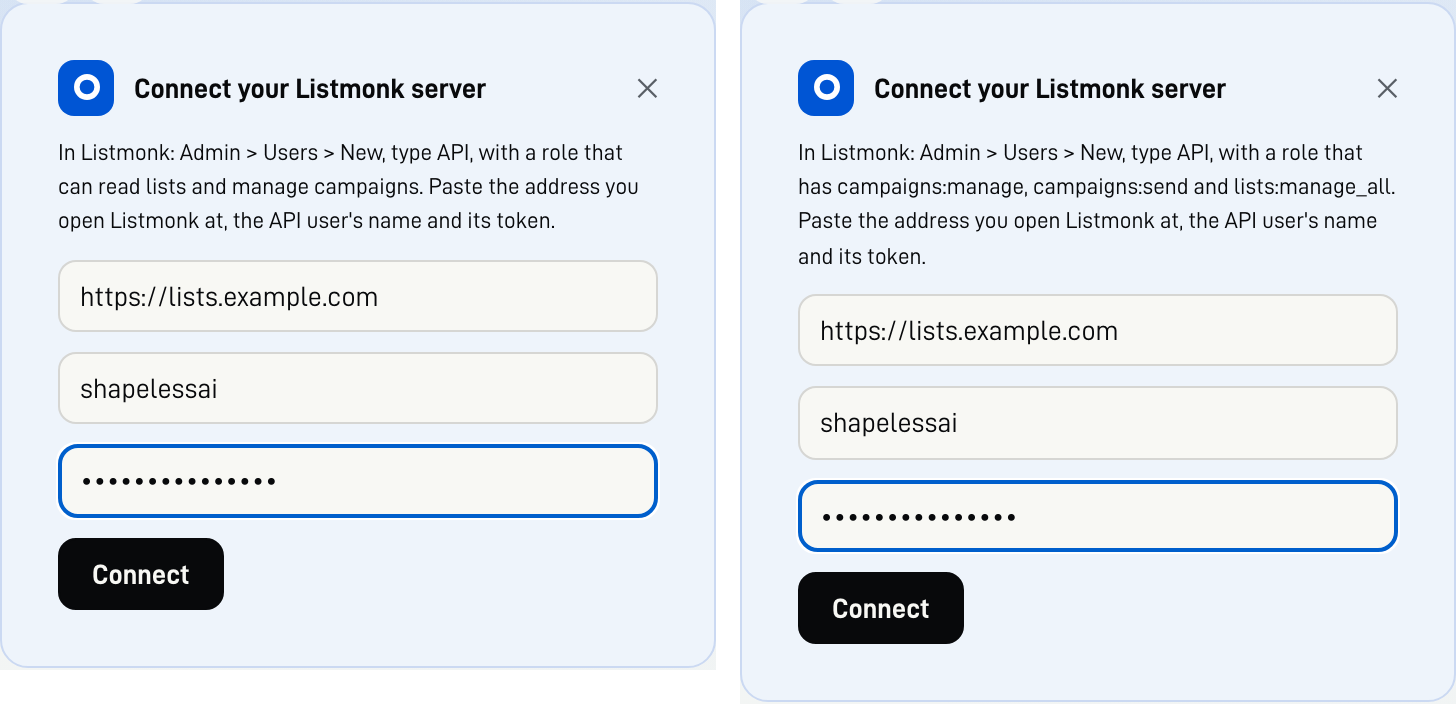 Connect your Listmonk server
In Listmonk: Admin > Users > New, type API, with a role that
can read lists and manage campaigns. Paste the address you
open Listmonk at, the API user's name and its token.
https://lists.example.com
shapelessai
•••••••••••••••
Connect
Connect your Listmonk server
In Listmonk: Admin > Users > New, type API, with a role that
has campaigns:manage, campaigns:send and lists:manage_all.
Paste the address you open Listmonk at, the API user's name
and its token.
https://lists.example.com
shapelessai
•••••••••••••••
Connect